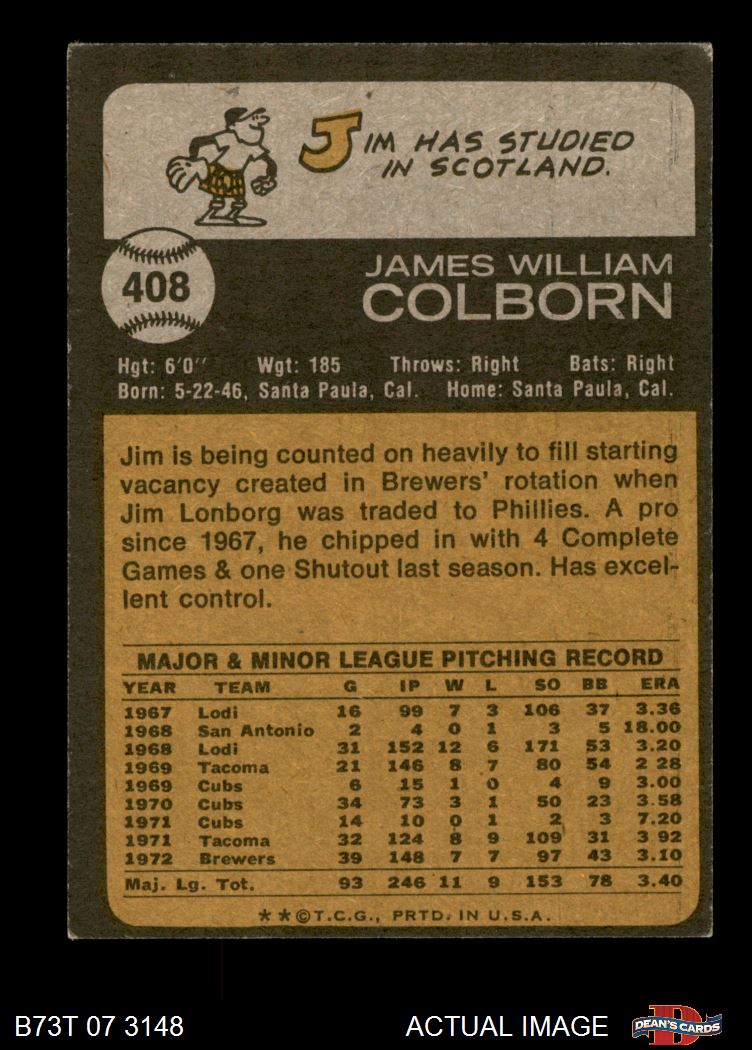 JIM HAS STUDIED
IN SCOTLAND.
408
JAMES WILLIAM
COLBORN
Hgt: 6'0" Wgt: 185 Throws: Right Bats: Right
Born: 5-22-46, Santa Paula, Cal. Home: Santa Paula, Cal.
Jim is being counted on heavily to fill starting
vacancy created in Brewers' rotation when
Jim Lonborg was traded to Phillies. A pro
since 1967, he chipped in with 4 Complete
Games & one Shutout last season. Has excel-
lent control.
MAJOR & MINOR LEAGUE PITCHING RECORD
YEAR TEAM G IP W L SO BB ERA
1967 Lodi 16 99 7 3 106 37 3.36
1968 San Antonio 2 4 0 1 3 5 18.00
1968 Lodi 31 152 12 6 171 53 3.20
1969 Tacoma 21 146 8 7 80 54 2 28
1969 Cubs 6 15 1 0 4 9 3.00
1970 Cubs 34 73 3 1 50 23 3.58
1971 Cubs 14 10 0 1 2 3 7.20
1971 Tacoma 32 124 8 9 109 31 3 92
1972 Brewers 39 148 7 7 97 43 3.10
Maj. Lg. Tot. 93 246 11 9 153 78 3.40
**©T.C.G., PRTD. IN U.S.A.
B73T 07 3148 ACTUAL IMAGE DEAN'S CARDS